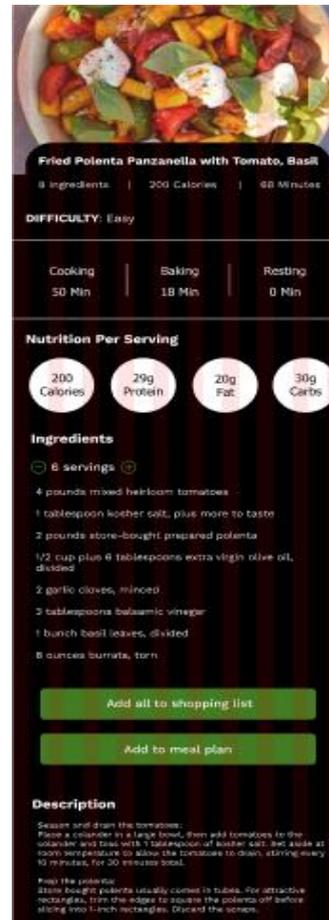 Fried Polenta Panzanella with Tomato, Basil
8 Ingredients | 200 Calories | 68 Minutes
DIFFICULTY: Easy
Cooking Baking Resting
50 Min 18 Min 0 Min
Nutrition Per Serving
200 29g 20g 30g
Calories Protein Fat Carbs
Ingredients
6 servings
4 pounds mixed heirloom tomatoes
1 tablespoon kosher salt, plus more to taste
2 pounds store-bought prepared polenta
1/2 cup plus 6 tablespoons extra virgin olive oil,
divided
2 garlic cloves, minced
3 tablespoons balsamic vinegar
1 bunch basil leaves, divided
8 ounces burrata, torn
Add all to shopping list
Add to meal plan
Description
Season and drain the tomatoes:
Place a colander in a large bowl, then add tomatoes to the
colander and toss with 1 tablespoon of kosher salt. Set aside at
room temperature to allow the tomatoes to drain, stirring every
10 minutes, for 30 minutes total.
Prep the polenta:
Store bought polenta usually comes in tubes. For attractive
rectangles, trim the edges to square the polenta off before
slicing into 1-inch rectangles. Discard the scraps.